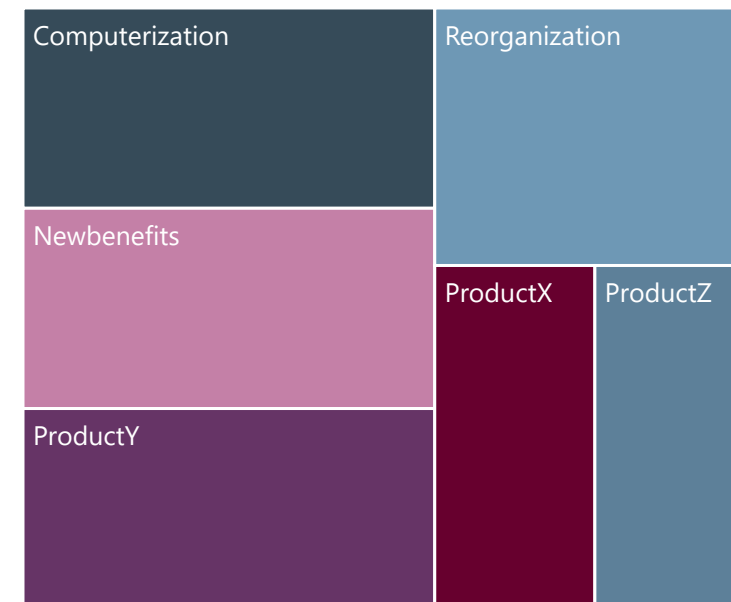 Computerization
Reorganization
Newbenefits
ProductX
ProductZ
ProductY